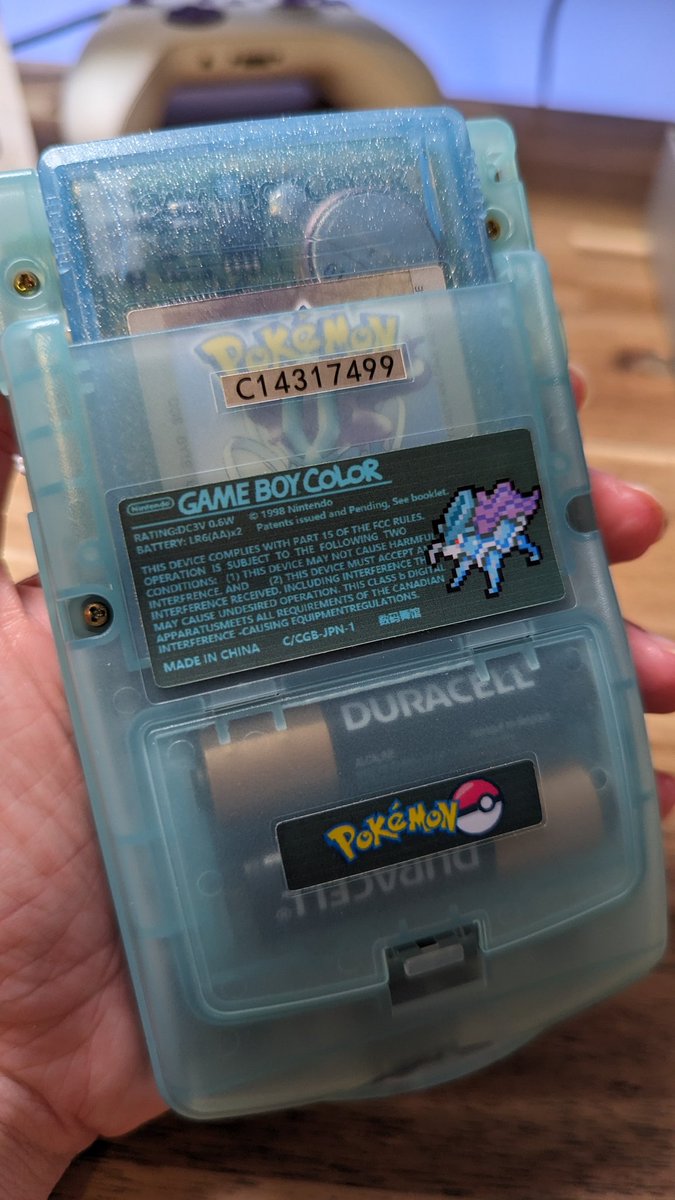 POKÉMON
C14317499
Nintendo GAME BOY COLOR
RATING:DC3V 0.6W © 1998 Nintendo
BATTERY: LR6(AA)x2 Patents issued and Pending, See booklet.
THIS DEVICE COMPLIES WITH PART 15 OF THE FCC RULES.
OPERATION IS SUBJECT TO THE FOLLOWING TWO
CONDITIONS: (1) THIS DEVICE MAY NOT CAUSE HARMFUL
INTERFRENCE. AND (2) THIS DEVICE MUST ACCEPT
INTERFERENCE RECEIVED. INCLUDING INTERFERENCE
MAY CAUSE UNDESIRED OPERATION. THIS CLASS b DIGITAL
APPARATUSMEETS ALL REQUIREMENTS OF THE CANADIAN
INTERFERENCE -CAUSING EQUIPMENTREGULATIONS.
MADE IN CHINA C/CGB-JPN-1
DURACELL
POKÉMON
DURACELL